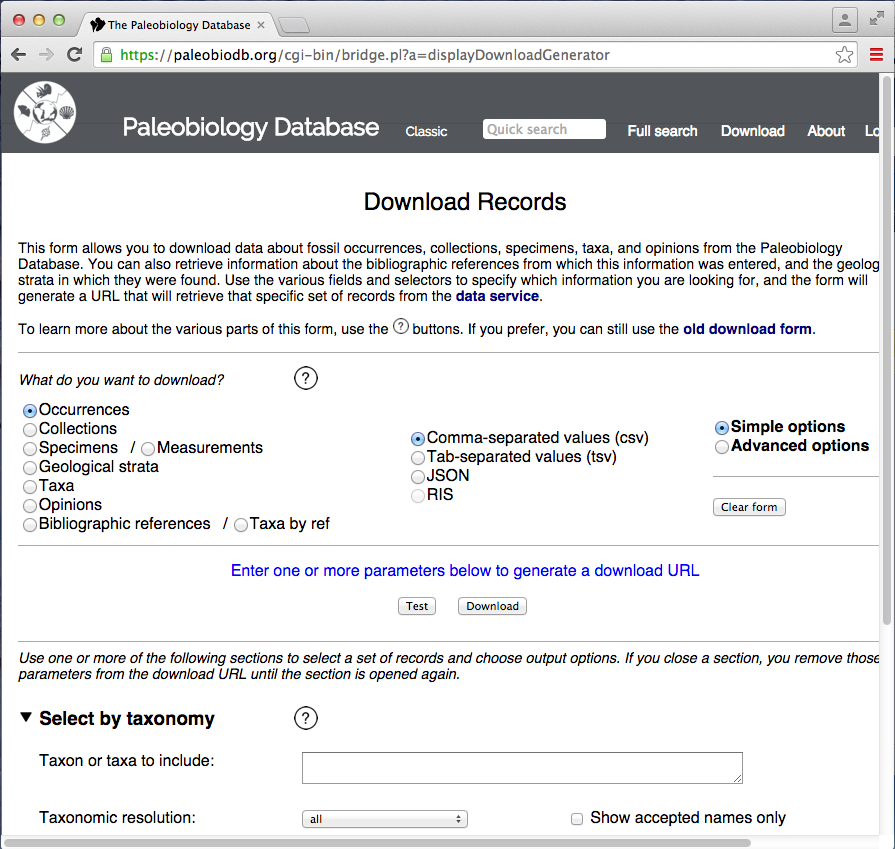 The Paleobiology Database
https://paleobiodb.org/cgi-bin/bridge.pl?a=displayDownloadGenerator
Paleobiology Database Classic Quick search Full search Download About Lo
Download Records
This form allows you to download data about fossil occurrences, collections, specimens, taxa, and opinions from the Paleobiology
Database. You can also retrieve information about the bibliographic references from which this information was entered, and the geolog
strata in which they were found. Use the various fields and selectors to specify which information you are looking for, and the form will
generate a URL that will retrieve that specific set of records from the data service.
To learn more about the various parts of this form, use the ? buttons. If you prefer, you can still use the old download form.
What do you want to download? ?
Occurrences
Collections
Specimens / Measurements
Geological strata
Taxa
Opinions
Bibliographic references / Taxa by ref
Comma-separated values (csv)
Tab-separated values (tsv)
JSON
RIS
Simple options
Advanced options
Clear form
Enter one or more parameters below to generate a download URL
Test Download
Use one or more of the following sections to select a set of records and choose output options. If you close a section, you remove those
parameters from the download URL until the section is opened again.
▼ Select by taxonomy ?
Taxon or taxa to include:
Taxonomic resolution: all Show accepted names only